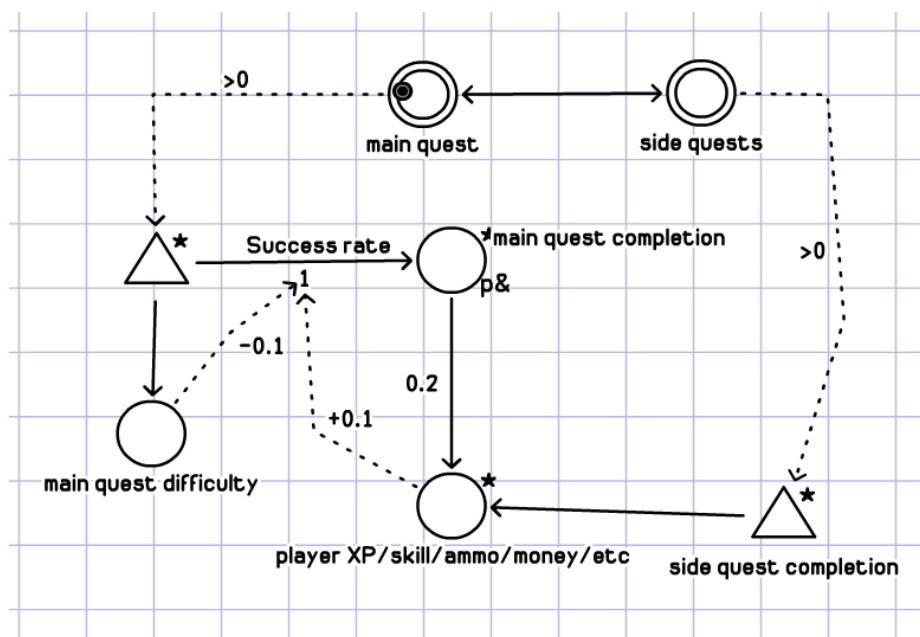 >0
main quest
side quests
Success rate
*main quest completion
p&
1
>0
-0.1
0.2
+0.1
main quest difficulty
*
*
*
player XP/skill/ammo/money/etc
side quest completion